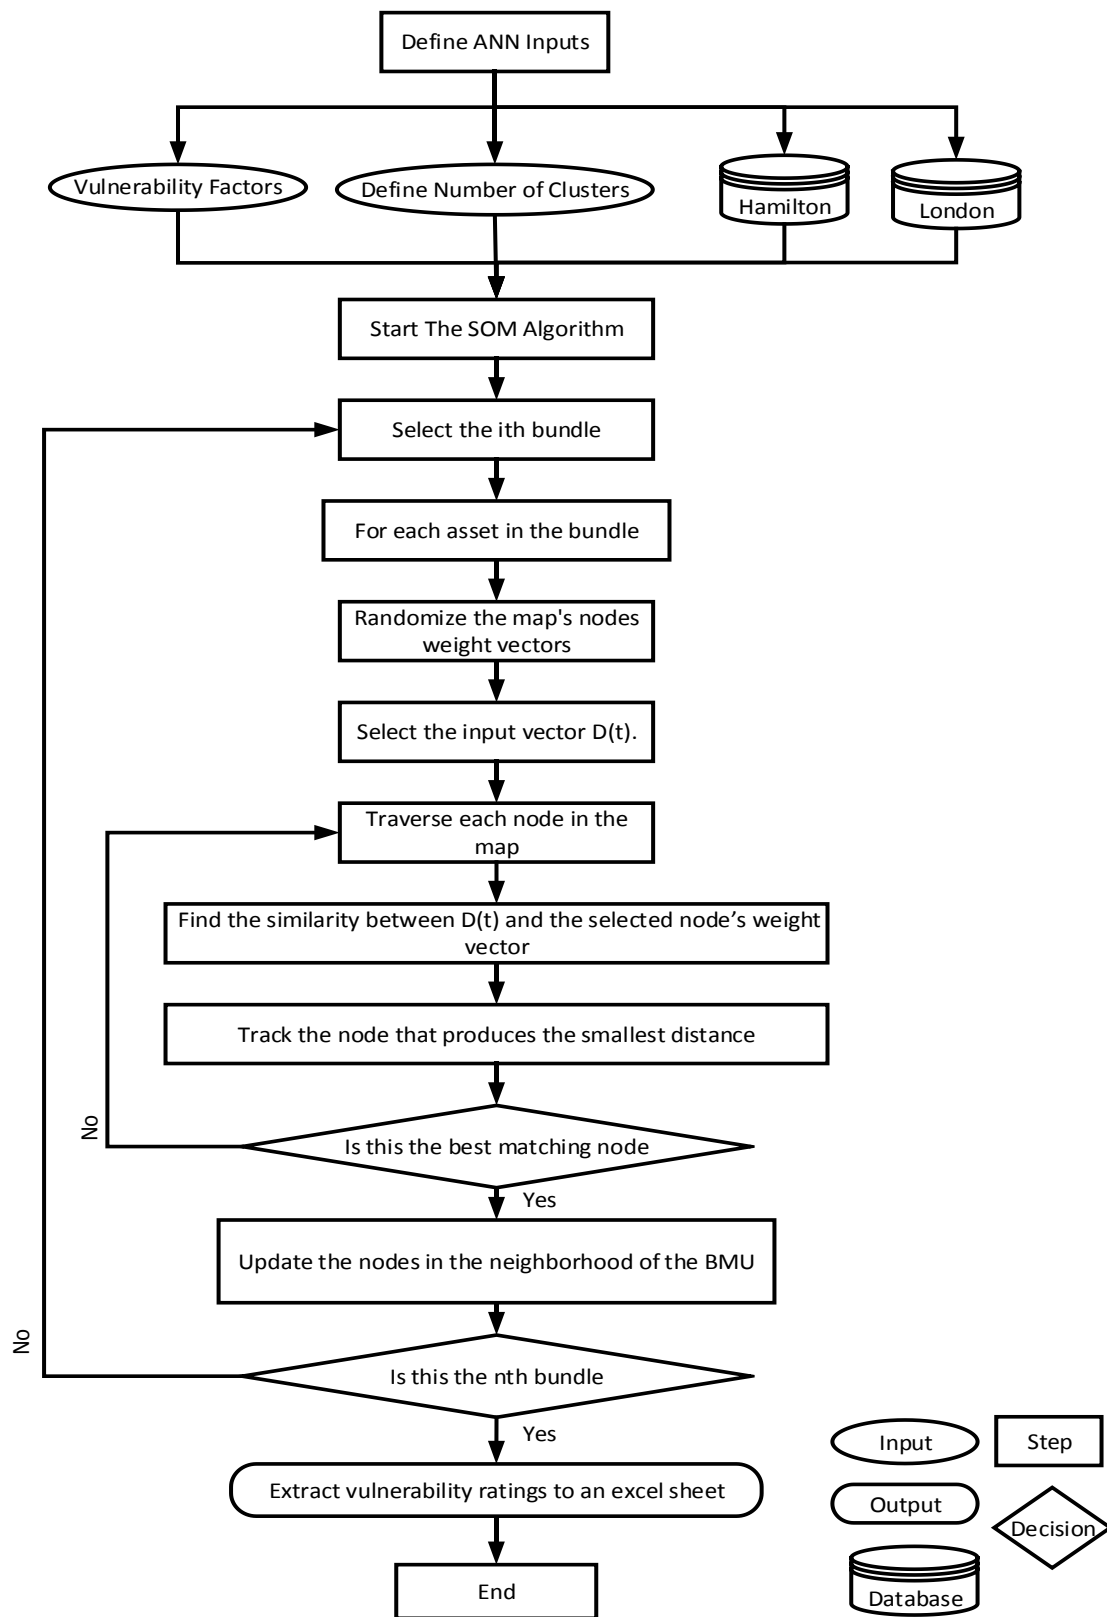 Define ANN Inputs
Vulnerability Factors
Define Number of Clusters
Hamilton
London
Start The SOM Algorithm
Select the ith bundle
For each asset in the bundle
Randomize the map's nodes
weight vectors
Select the input vector D(t).
Traverse each node in the
map
Find the similarity between D(t) and the selected node’s weight
vector
Track the node that produces the smallest distance
No
Is this the best matching node
Yes
Update the nodes in the neighborhood of the BMU
No
Is this the nth bundle
Yes
Extract vulnerability ratings to an excel sheet
End
Input
Step
Output
Decision
Database